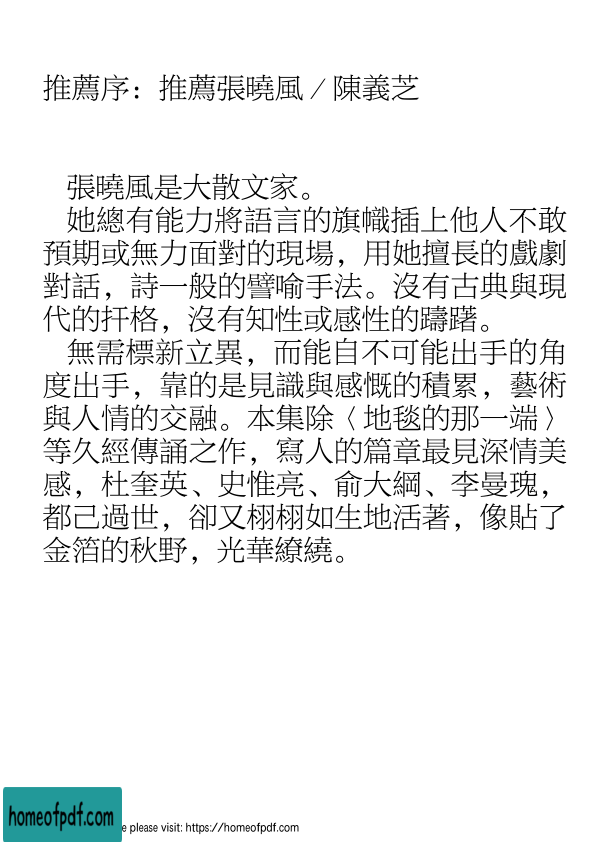 推薦序：推薦張曉風／陳義芝
張曉風是大散文家。
她總有能力將語言的旗幟插上他人不敢
預期或無力面對的現場，用她擅長的戲劇
對話，詩一般的譬喻手法。沒有古典與現
代的扞格，沒有知性或感性的躊躇。
無需標新立異，而能自不可能出手的角
度出手，靠的是見識與感慨的積累，藝術
與人情的交融。本集除〈地毯的那一端〉
等久經傳誦之作，寫人的篇章最見深情美
感，杜奎英、史惟亮、俞大綱、李曼瑰，
都己過世，卻又栩栩如生地活著，像貼了
金箔的秋野，光華繚繞。
homeofpdf.com
e please visit: https://homeofpdf.com